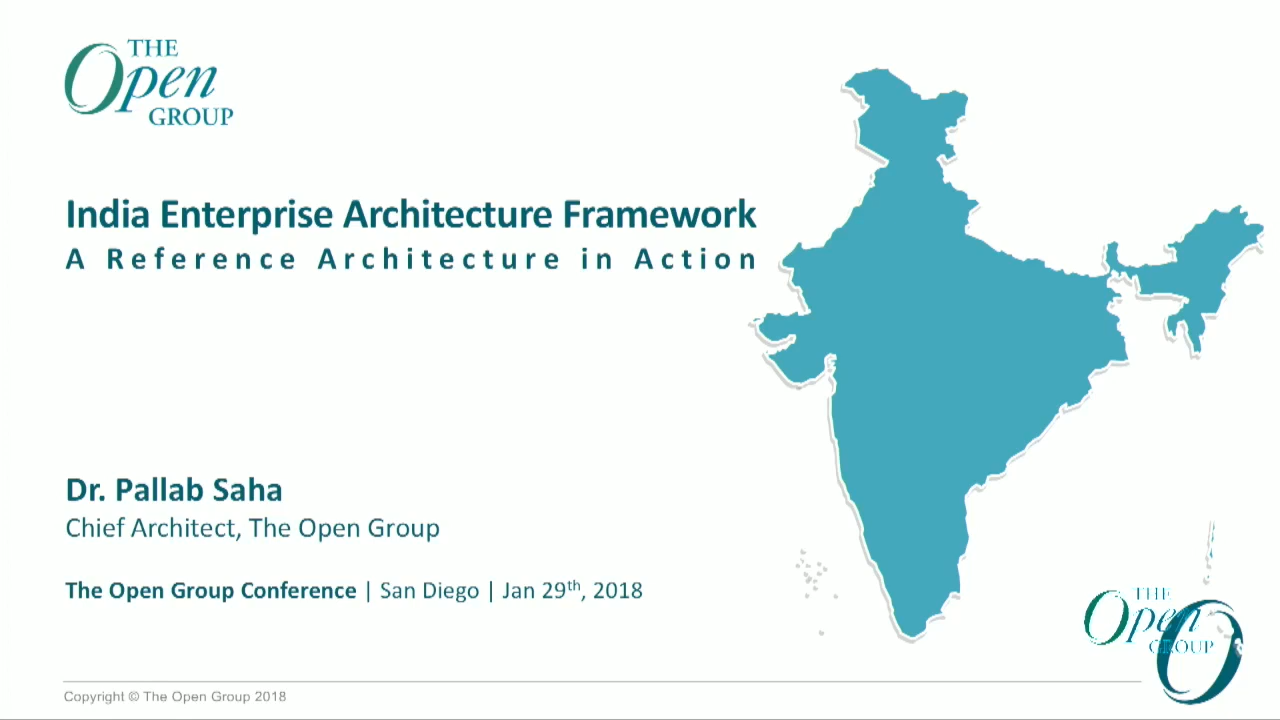 THE
Open
GROUP
India Enterprise Architecture Framework
A Reference Architecture in Action
Dr. Pallab Saha
Chief Architect, The Open Group
The Open Group Conference | San Diego | Jan 29th, 2018
THE
Open
GROUP
Copyright © The Open Group 2018